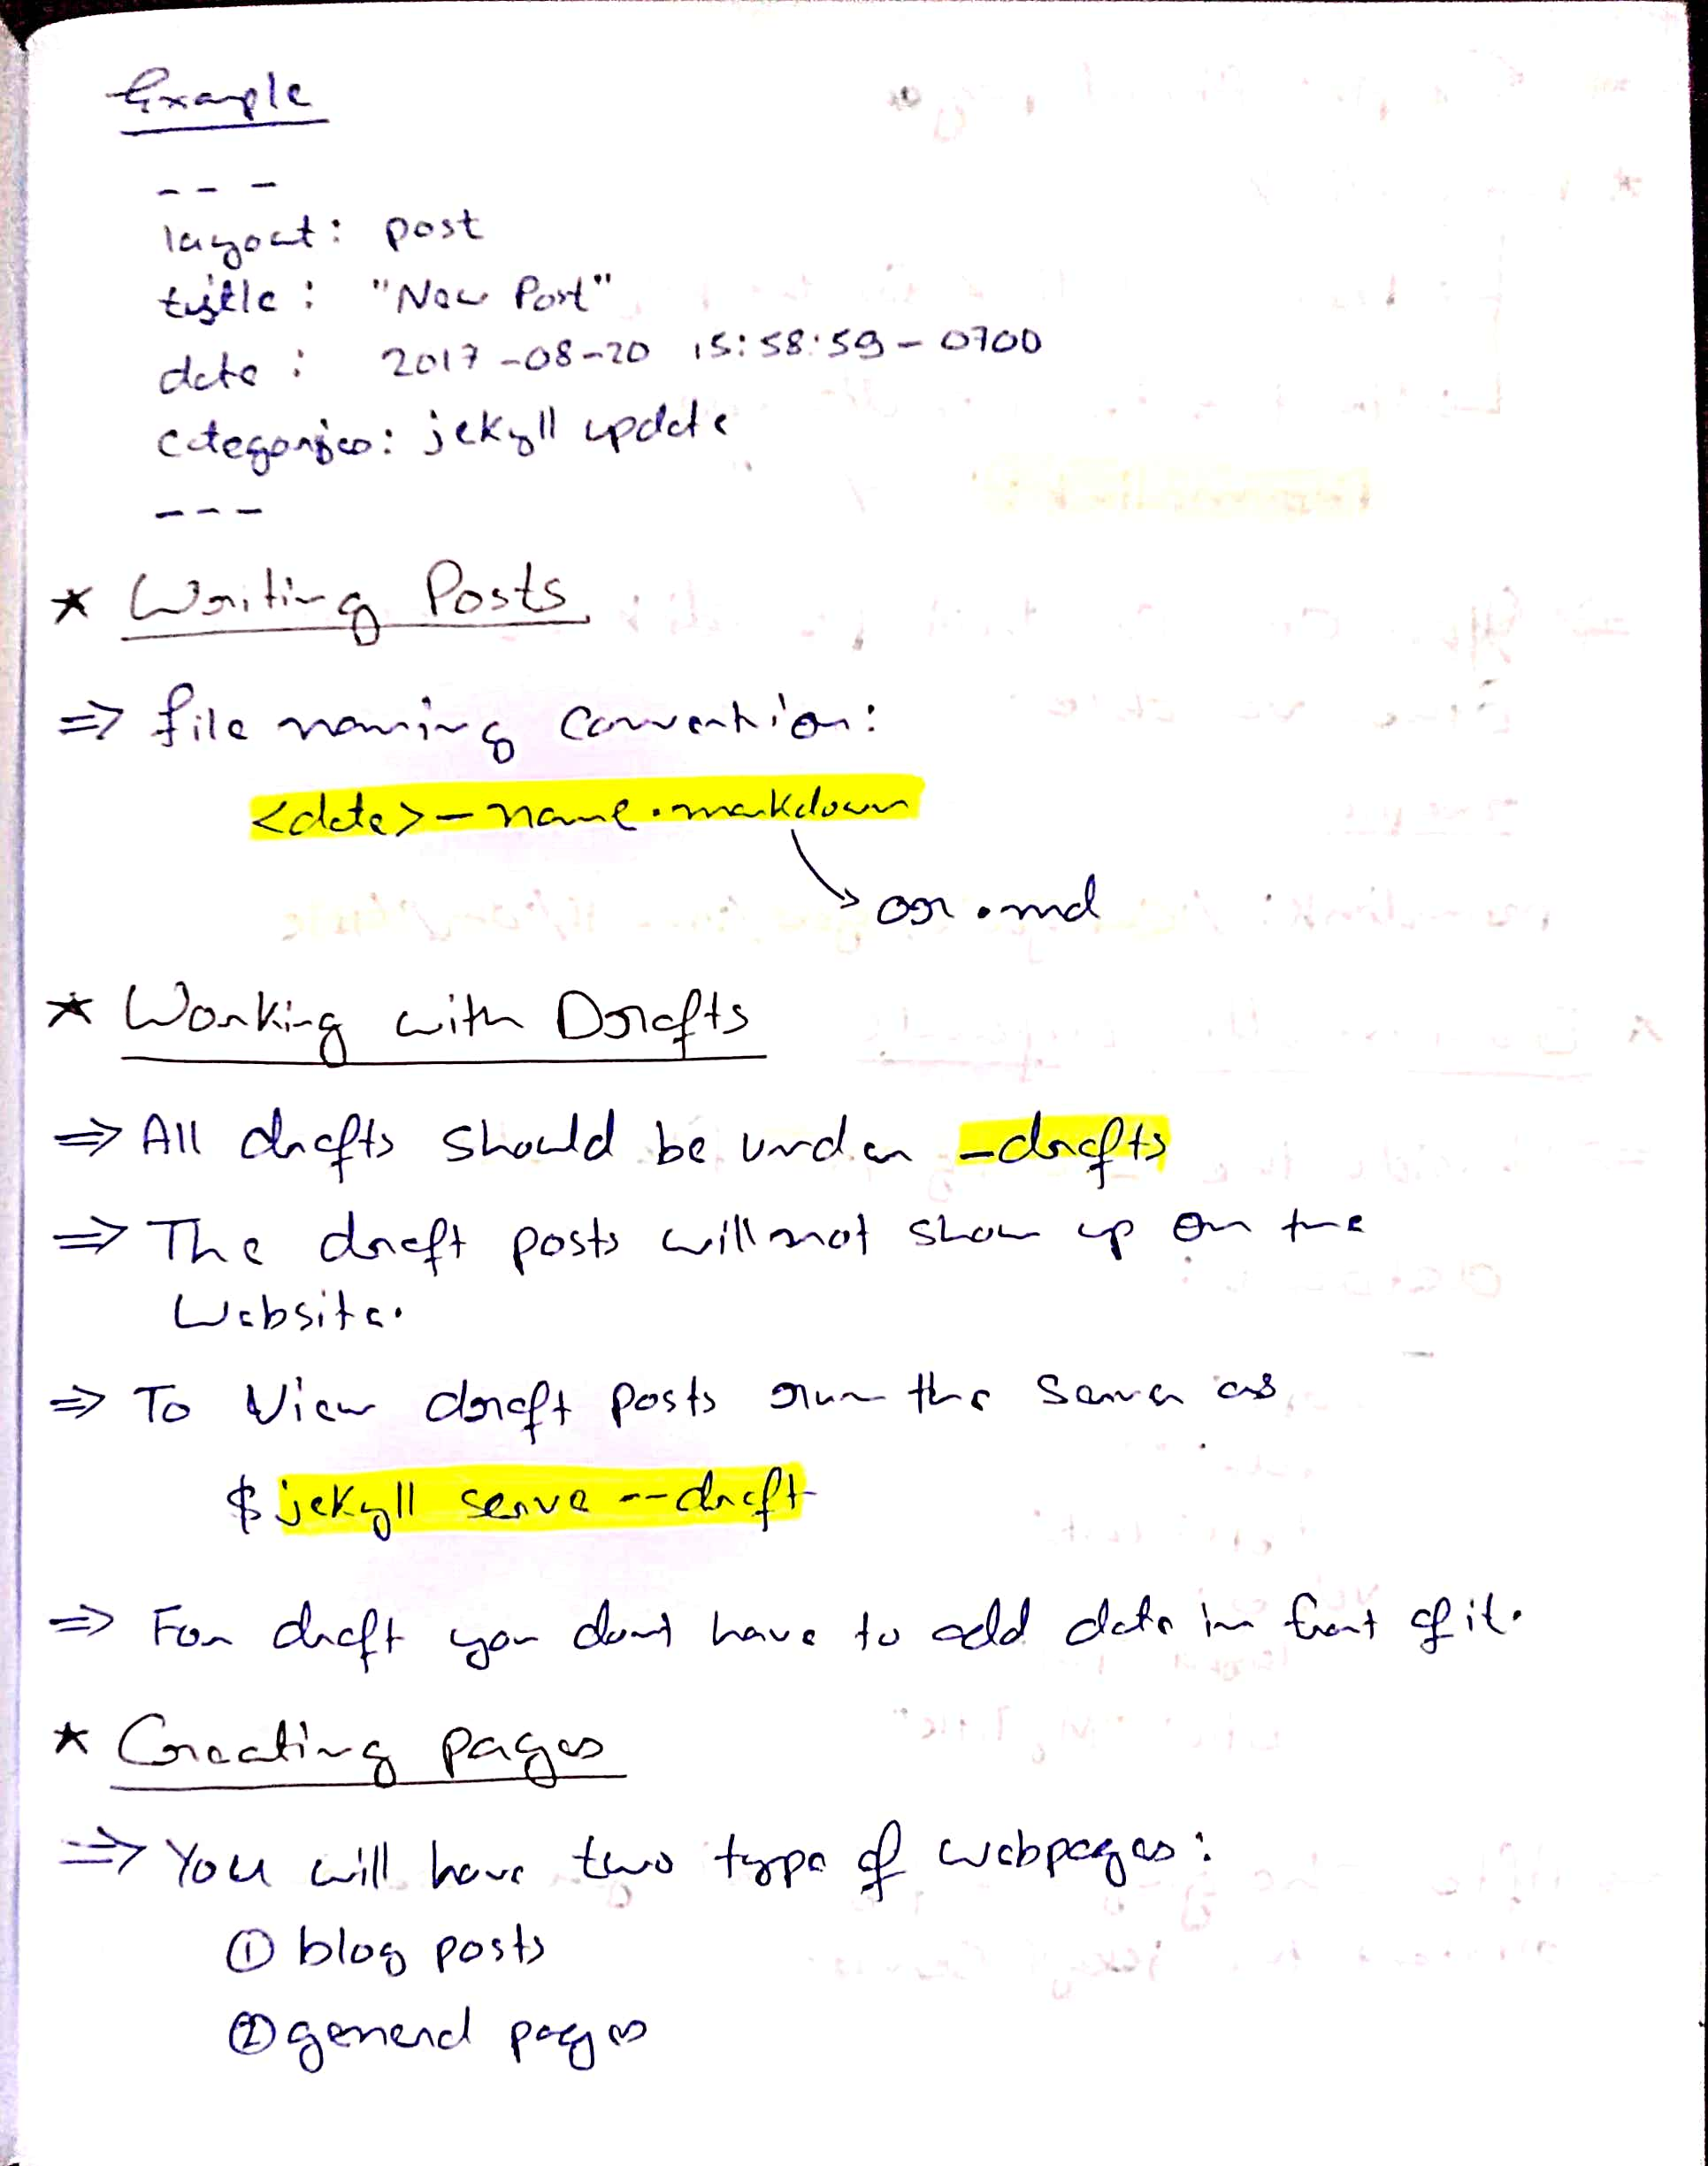 Example
---
layout: post
title: "New Post"
date: 2017-08-20 15:58:59-0700
categories: jekyll update
---
* Writing Posts
⇒ file naming convention:
<date>-name.markdown
or .md
* Working with Drafts
⇒ All drafts should be under _drafts
⇒ The draft posts will not show up on the
Website.
⇒ To View draft posts run the server as
$ jekyll serve --draft
⇒ For draft you dont have to add date in front of it.
* Creating pages
⇒ You will have two type of webpages:
① blog posts
② general pages